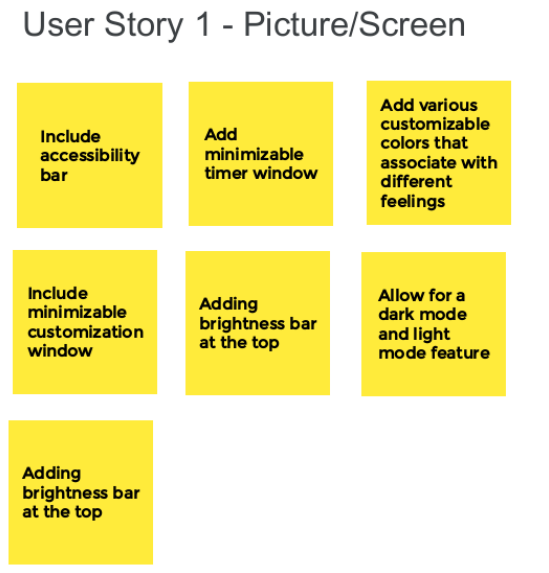 User Story 1 - Picture/Screen
Include
accessibility
bar
Add
minimizable
timer window
Add various
customizable
colors that
associate with
different
feelings
Include
minimizable
customization
window
Adding
brightness bar
at the top
Allow for a
dark mode
and light
mode feature
Adding
brightness bar
at the top